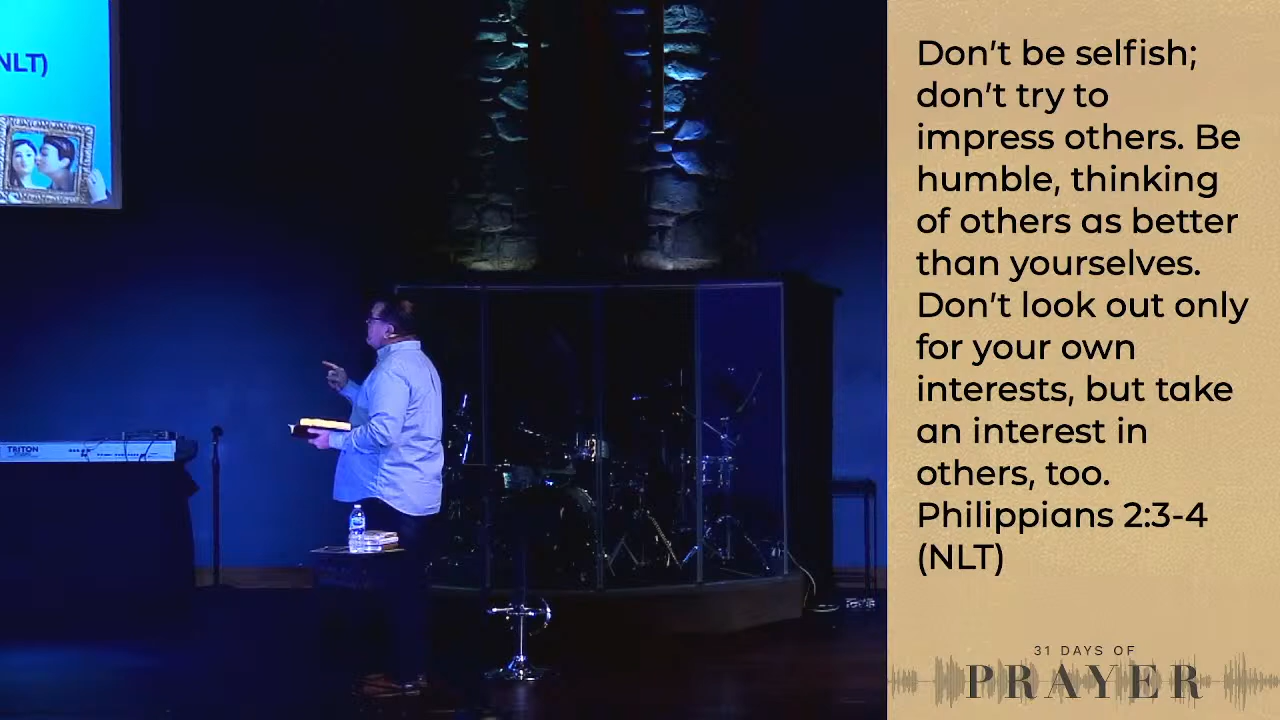 NLT)
TRITON
Don't be selfish;
don't try to
impress others. Be
humble, thinking
of others as better
than yourselves.
Don't look out only
for your own
interests, but take
an interest in
others, too.
Philippians 2:3-4
(NLT)
31 DAYS OF
PRAYER